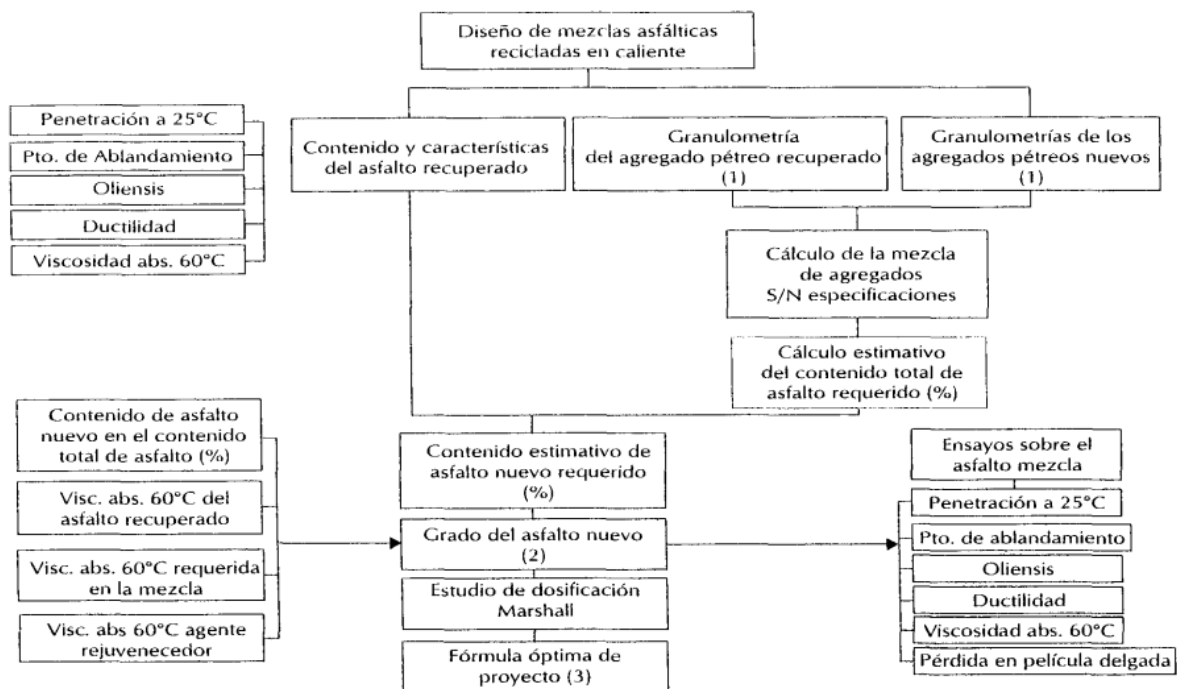 Diseño de mezclas asfálticas
recicladas en caliente
Penetración a 25°C
Pto. de Ablandamiento
Oliensis
Ductilidad
Viscosidad abs. 60°C
Contenido y características
del asfalto recuperado
Granulometría
del agregado pétreo recuperado
(1)
Granulometrías de los
agregados pétreos nuevos
(1)
Cálculo de la mezcla
de agregados
S/N especificaciones
Cálculo estimativo
del contenido total de
asfalto requerido (%)
Contenido de asfalto
nuevo en el contenido
total de asfalto (%)
Visc. abs. 60°C del
asfalto recuperado
Visc. abs. 60°C requerida
en la mezcla
Visc. abs 60°C agente
rejuvenecedor
Contenido estimativo de
asfalto nuevo requerido
(%)
Grado del asfalto nuevo
(2)
Estudio de dosificación
Marshall
Fórmula óptima de
proyecto (3)
Ensayos sobre el
asfalto mezcla
Penetración a 25°C
Pto. de ablandamiento
Oliensis
Ductilidad
Viscosidad abs. 60°C
Pérdida en película delgada